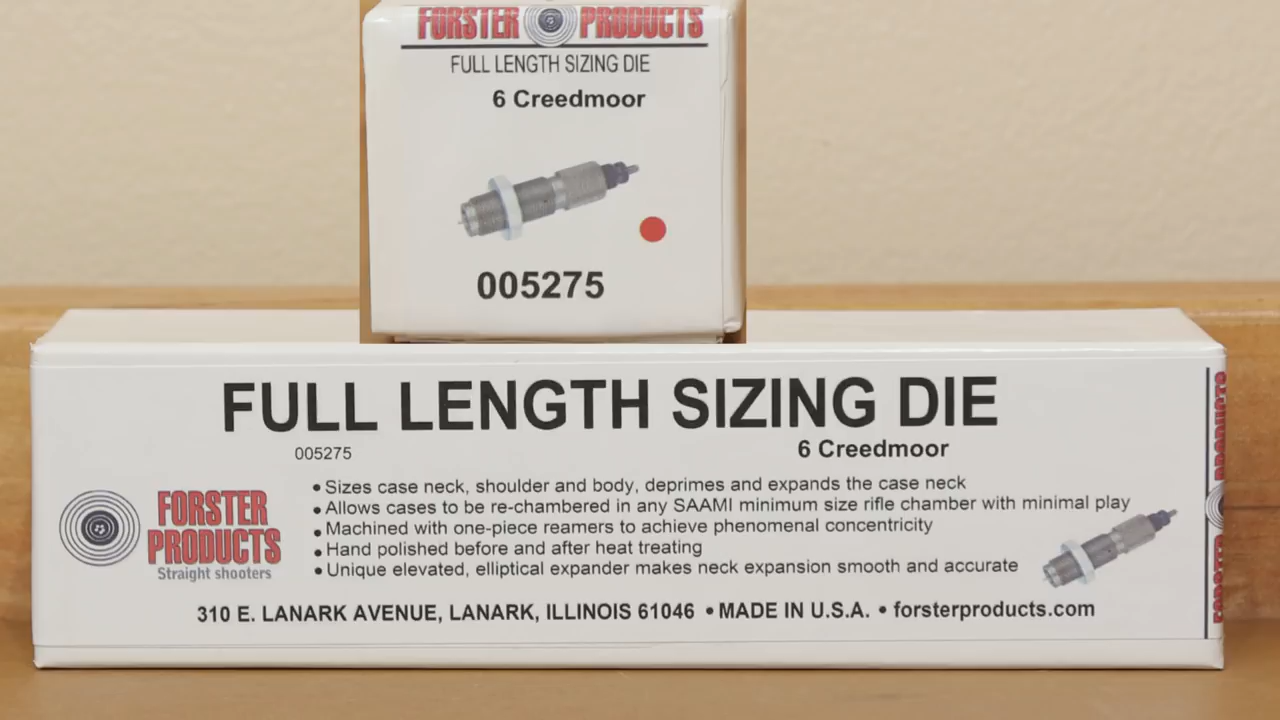 FORSTER PRODUCTS
FULL LENGTH SIZING DIE
6 Creedmoor
005275
FULL LENGTH SIZING DIE
005275
6 Creedmoor
• Sizes case neck, shoulder and body, deprimes and expands the case neck
• Allows cases to be re-chambered in any SAAMI minimum size rifle chamber with minimal play
• Machined with one-piece reamers to achieve phenomenal concentricity
• Hand polished before and after heat treating
• Unique elevated, elliptical expander makes neck expansion smooth and accurate
FORSTER
PRODUCTS
Straight shooters
310 E. LANARK AVENUE, LANARK, ILLINOIS 61046 • MADE IN U.S.A. • forsterproducts.com
FORSTER PRODUCTS